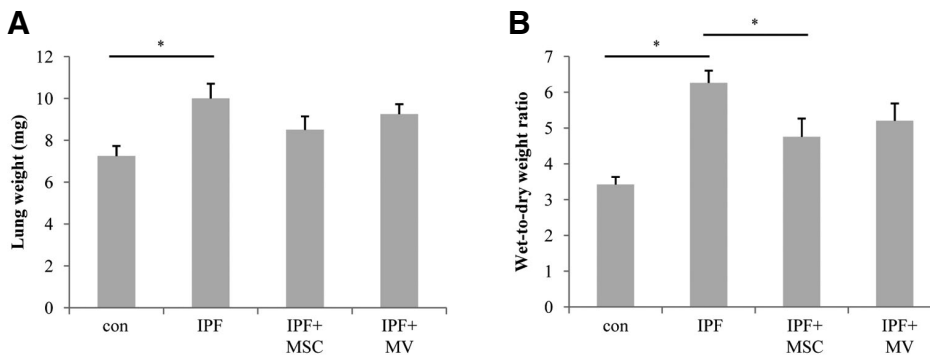 A
*
Lung weight (mg)
12
10
8
6
4
2
0
con
IPF
IPF+
MSC
IPF+
MV
B
*
*
Wet-to-dry weight ratio
7
6
5
4
3
2
1
0
con
IPF
IPF+
MSC
IPF+
MV